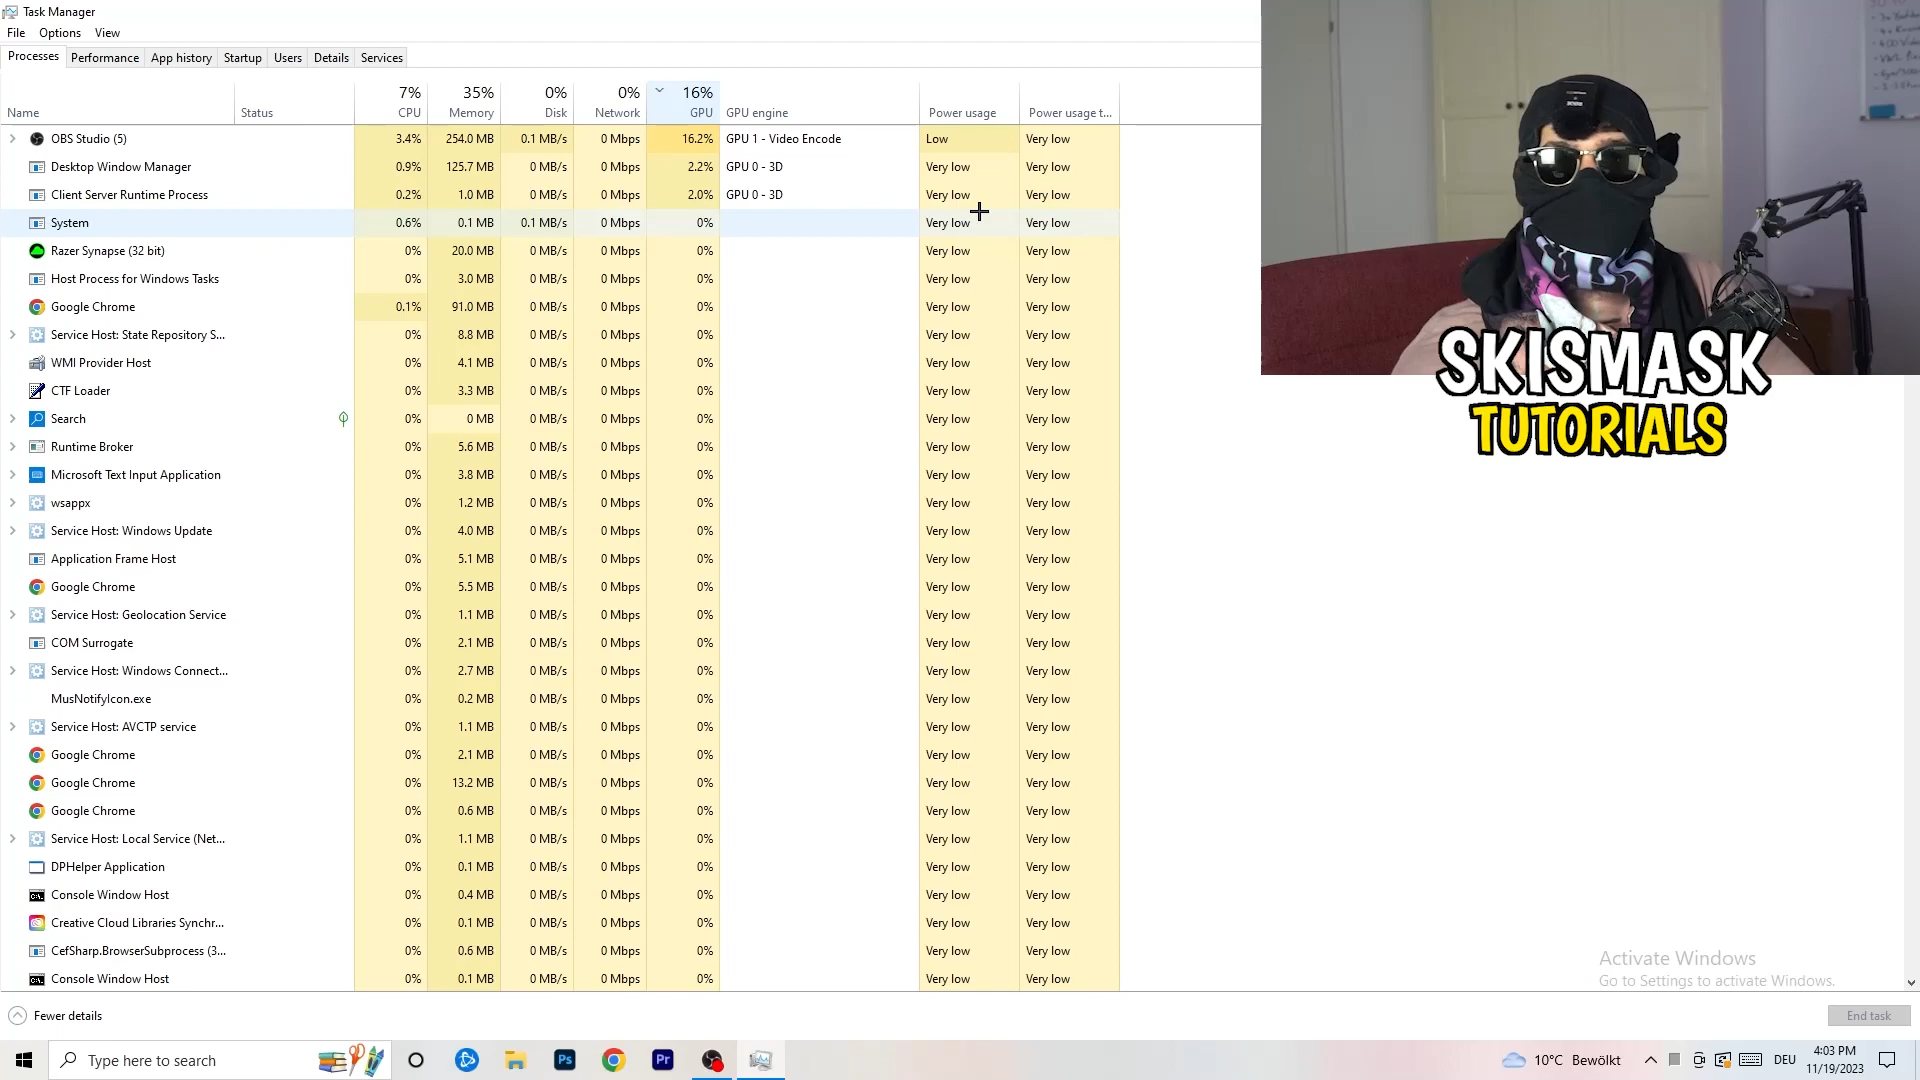 Task Manager
File Options View
Processes Performance App history Startup Users Details Services
7% 35% 0% 0% 16%
Name Status CPU Memory Disk Network GPU GPU engine Power usage Power usage t...
OBS Studio (5) 3.4% 254.0 MB 0.1 MB/s 0 Mbps 16.2% GPU 1 - Video Encode Low Very low
Desktop Window Manager 0.9% 125.7 MB 0 MB/s 0 Mbps 2.2% GPU 0 - 3D Very low Very low
Client Server Runtime Process 0.2% 1.0 MB 0 MB/s 0 Mbps 2.0% GPU 0 - 3D Very low Very low
System 0.6% 0.1 MB 0.1 MB/s 0 Mbps 0% Very low Very low
Razer Synapse (32 bit) 0% 20.0 MB 0 MB/s 0 Mbps 0% Very low Very low
Host Process for Windows Tasks 0% 3.0 MB 0 MB/s 0 Mbps 0% Very low Very low
Google Chrome 0.1% 91.0 MB 0 MB/s 0 Mbps 0% Very low Very low
Service Host: State Repository S... 0% 8.8 MB 0 MB/s 0 Mbps 0% Very low Very low
WMI Provider Host 0% 4.1 MB 0 MB/s 0 Mbps 0% Very low Very low
CTF Loader 0% 3.3 MB 0 MB/s 0 Mbps 0% Very low Very low
Search 0% 0 MB 0 MB/s 0 Mbps 0% Very low Very low
Runtime Broker 0% 5.6 MB 0 MB/s 0 Mbps 0% Very low Very low
Microsoft Text Input Application 0% 3.8 MB 0 MB/s 0 Mbps 0% Very low Very low
wsappx 0% 1.2 MB 0 MB/s 0 Mbps 0% Very low Very low
Service Host: Windows Update 0% 4.0 MB 0 MB/s 0 Mbps 0% Very low Very low
Application Frame Host 0% 5.1 MB 0 MB/s 0 Mbps 0% Very low Very low
Google Chrome 0% 5.5 MB 0 MB/s 0 Mbps 0% Very low Very low
Service Host: Geolocation Service 0% 1.1 MB 0 MB/s 0 Mbps 0% Very low Very low
COM Surrogate 0% 2.1 MB 0 MB/s 0 Mbps 0% Very low Very low
Service Host: Windows Connect... 0% 2.7 MB 0 MB/s 0 Mbps 0% Very low Very low
MusNotifyIcon.exe 0% 0.2 MB 0 MB/s 0 Mbps 0% Very low Very low
Service Host: AVCTP service 0% 1.1 MB 0 MB/s 0 Mbps 0% Very low Very low
Google Chrome 0% 2.1 MB 0 MB/s 0 Mbps 0% Very low Very low
Google Chrome 0% 13.2 MB 0 MB/s 0 Mbps 0% Very low Very low
Google Chrome 0% 0.6 MB 0 MB/s 0 Mbps 0% Very low Very low
Service Host: Local Service (Net... 0% 1.1 MB 0 MB/s 0 Mbps 0% Very low Very low
DPHelper Application 0% 0.1 MB 0 MB/s 0 Mbps 0% Very low Very low
Console Window Host 0% 0.4 MB 0 MB/s 0 Mbps 0% Very low Very low
Creative Cloud Libraries Synchr... 0% 0.1 MB 0 MB/s 0 Mbps 0% Very low Very low
CefSharp.BrowserSubprocess (3... 0% 0.6 MB 0 MB/s 0 Mbps 0% Very low Very low
Console Window Host 0% 0.1 MB 0 MB/s 0 Mbps 0% Very low Very low
SKISMASK
TUTORIALS
Activate Windows
Go to Settings to activate Windows.
Fewer details End task
Type here to search Ps Pr 10°C Bewölkt DEU 4:03 PM
11/19/2023